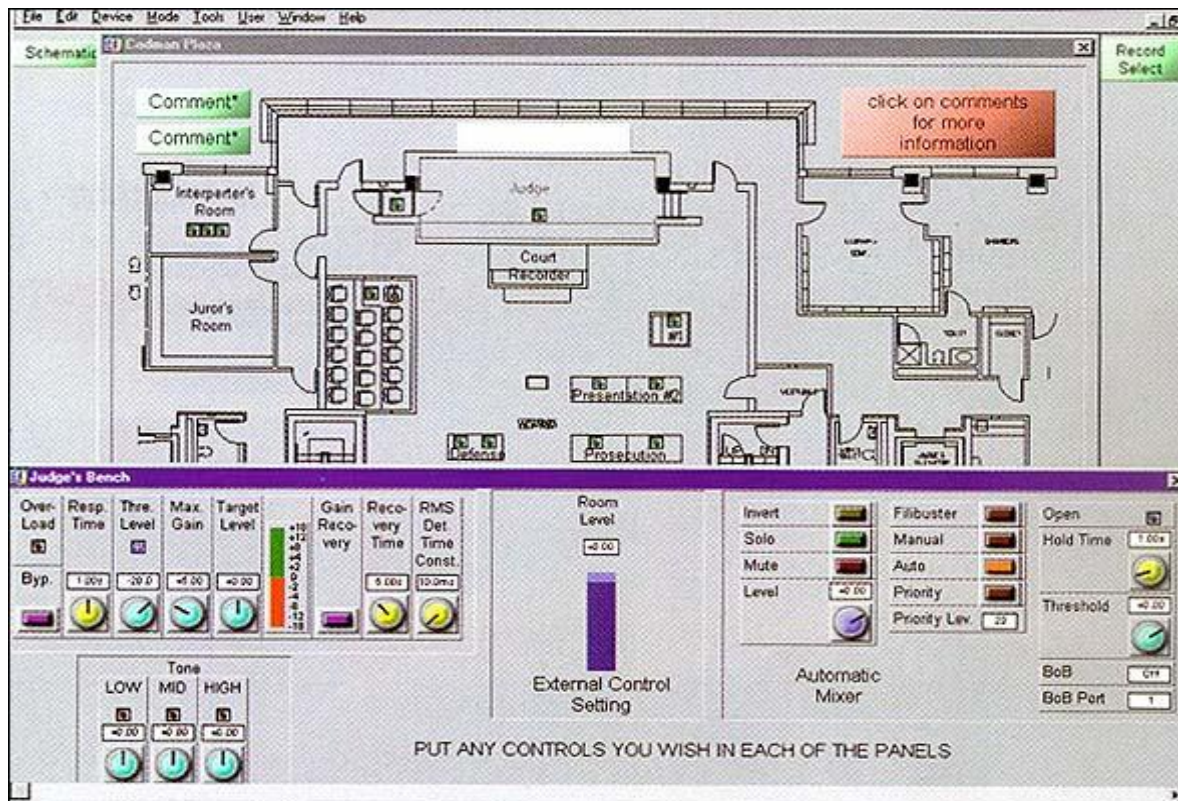 File Edit Device Mode Tools User Window Help
Schematic
Codman Plaza
Record
Select
Comment*
Comment*
click on comments
for more
information
Interperter's
Room
Judge
Court
Recorder
Juror's
Room
#1
TOILET
CLOSET
Presentation #2
Defense
Prosecution
Judge's Bench
Over-
Load
Byp.
Resp.
Time
1.00s
Thre.
Level
-20.0
Max.
Gain
+6.00
Target
Level
+0.00
Gain
Reco-
very
Reco-
very
Time
6.00s
RMS
Det.
Time
Const.
10.0ms
Room
Level
+0.00
External Control
Setting
Invert
Solo
Mute
Level
+0.00
Automatic
Mixer
Filibuster
Manual
Auto
Priority
Priority Lev.
Open
Hold Time
1.00s
Threshold
+0.00
BoB
Off
BoB Port
1
Tone
LOW MID HIGH
+0.00 +0.00 +0.00
PUT ANY CONTROLS YOU WISH IN EACH OF THE PANELS